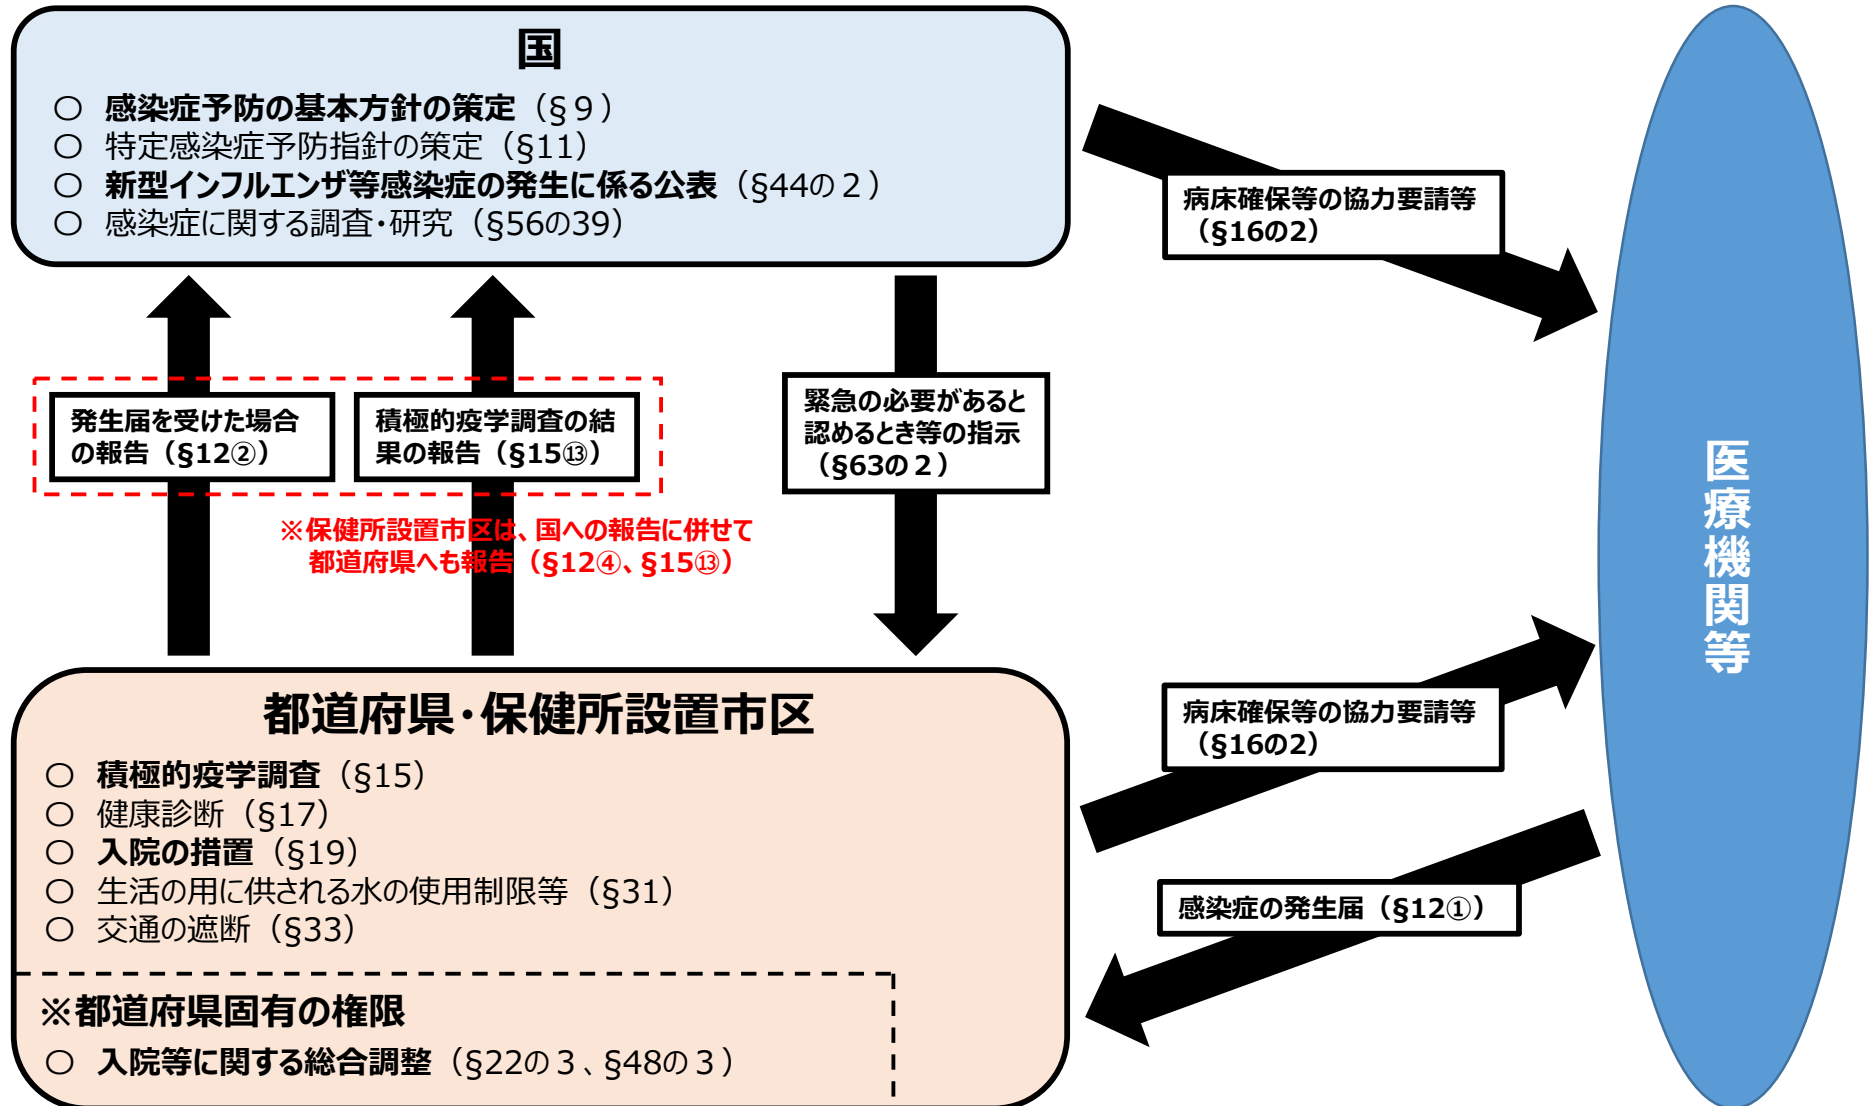 国
〇 感染症予防の基本方針の策定（§９）
〇 特定感染症予防指針の策定（§11）
〇 新型インフルエンザ等感染症の発生に係る公表（§44の２）
〇 感染症に関する調査・研究（§56の39）
病床確保等の協力要請等
（§16の2）
発生届を受けた場合
の報告（§12②）
積極的疫学調査の結
果の報告（§15⑬）
緊急の必要があると
認めるとき等の指示
（§63の２）
※保健所設置市区は、国への報告に併せて
都道府県へも報告（§12④、§15⑬）
医療機関等
都道府県・保健所設置市区
〇 積極的疫学調査（§15）
〇 健康診断（§17）
〇 入院の措置（§19）
〇 生活の用に供される水の使用制限等（§31）
〇 交通の遮断（§33）
※都道府県固有の権限
〇 入院等に関する総合調整（§22の３、§48の３）
病床確保等の協力要請等
（§16の2）
感染症の発生届（§12①）